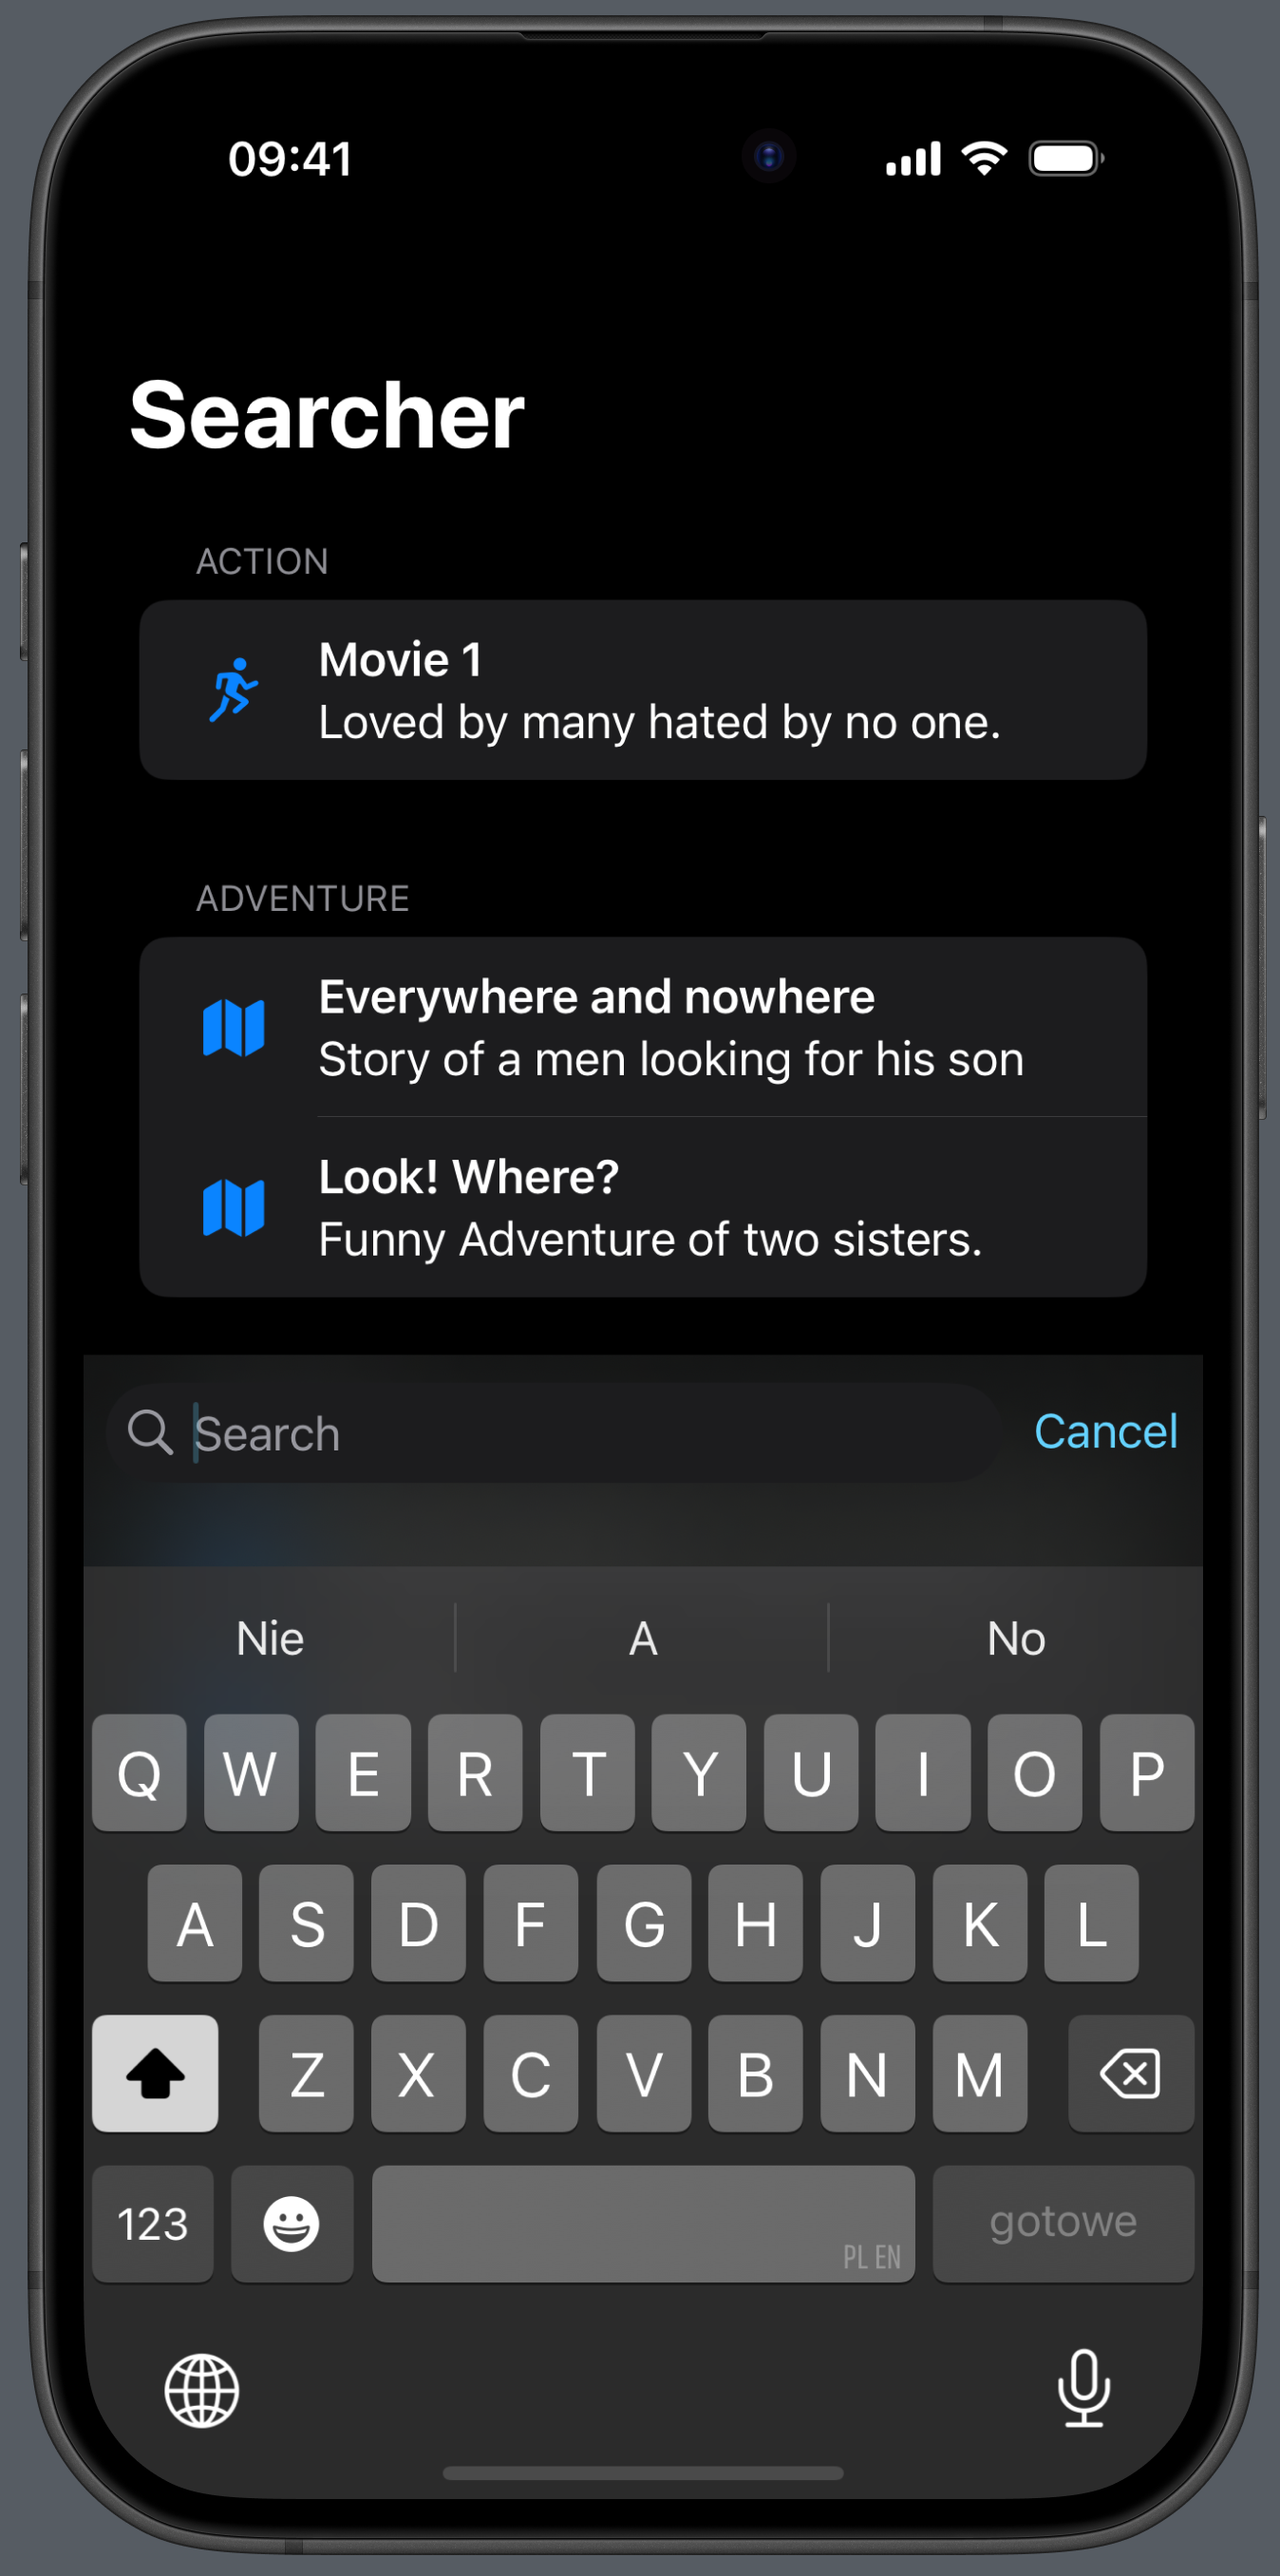 09:41
Searcher
ACTION
Movie 1
Loved by many hated by no one.
ADVENTURE
Everywhere and nowhere
Story of a men looking for his son
Look! Where?
Funny Adventure of two sisters.
Search Cancel
Nie A No
Q W E R T Y U I O P
A S D F G H J K L
Z X C V B N M
123 PL EN gotowe